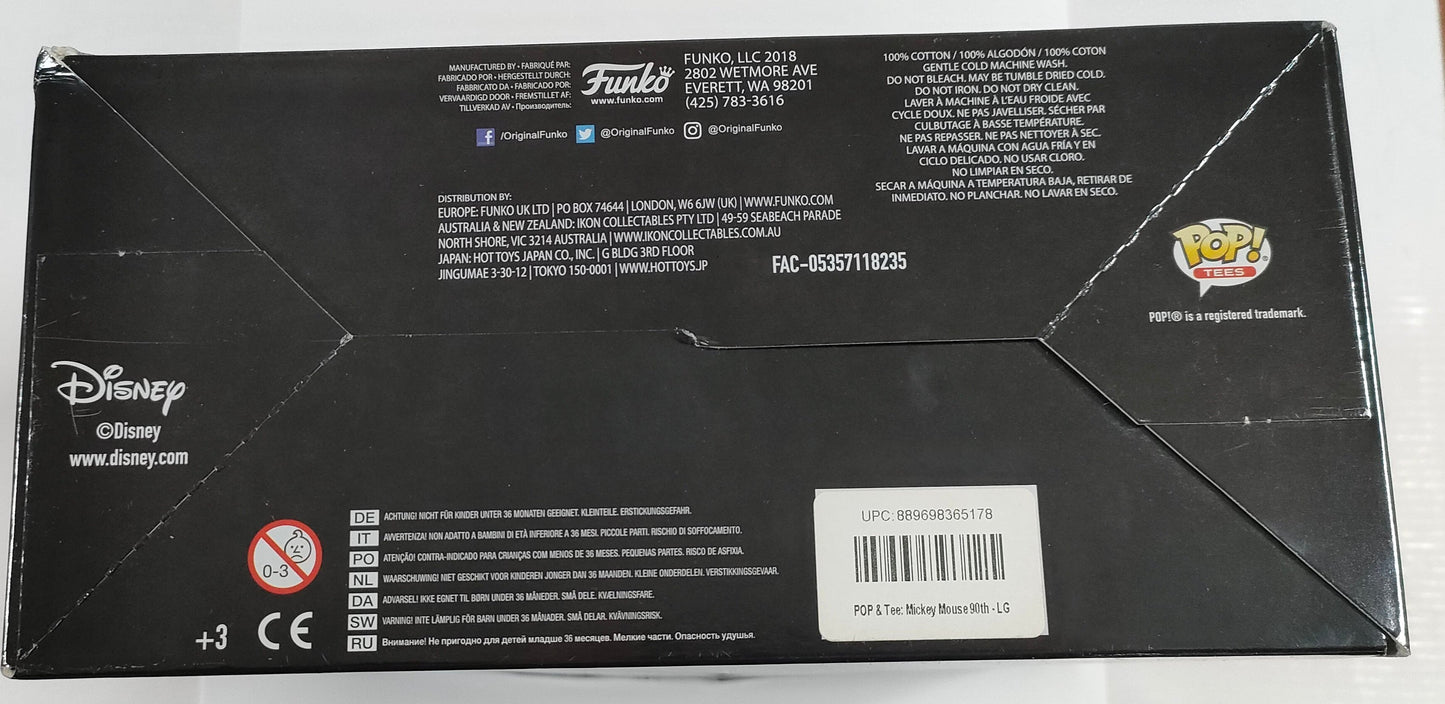 MANUFACTURED BY • FABRIQUÉ PAR:
FABRICADO POR • HERGESTELLT DURCH:
FABBRICATO DA • FABRICADO POR:
VERVAARDIGD DOOR • FREMSTILLET AF:
TILLVERKAD AV • Производитель:
Funko
www.funko.com
FUNKO, LLC 2018
2802 WETMORE AVE
EVERETT, WA 98201
(425) 783-3616
/OriginalFunko @OriginalFunko @OriginalFunko
100% COTTON / 100% ALGODÓN / 100% COTON
GENTLE COLD MACHINE WASH.
DO NOT BLEACH. MAY BE TUMBLE DRIED COLD.
DO NOT IRON. DO NOT DRY CLEAN.
LAVER À MACHINE À L'EAU FROIDE AVEC
CYCLE DOUX. NE PAS JAVELLISER. SÉCHER PAR
CULBUTAGE À BASSE TEMPÉRATURE.
NE PAS REPASSER. NE PAS NETTOYER À SEC.
LAVAR A MÁQUINA CON AGUA FRÍA Y EN
CICLO DELICADO. NO USAR CLORO.
NO LIMPIAR EN SECO.
SECAR A MÁQUINA A TEMPERATURA BAJA, RETIRAR DE
INMEDIATO. NO PLANCHAR. NO LAVAR EN SECO.
DISTRIBUTION BY:
EUROPE: FUNKO UK LTD | PO BOX 74644 | LONDON, W6 6JW (UK) | WWW.FUNKO.COM
AUSTRALIA & NEW ZEALAND: IKON COLLECTABLES PTY LTD | 49-59 SEABEACH PARADE
NORTH SHORE, VIC 3214 AUSTRALIA | WWW.IKONCOLLECTABLES.COM.AU
JAPAN: HOT TOYS JAPAN CO., INC. | G BLDG 3RD FLOOR
JINGUMAE 3-30-12 | TOKYO 150-0001 | WWW.HOTTOYS.JP
FAC-05357118235
POP!®
TEES
POP!® is a registered trademark.
Disney
©Disney
www.disney.com
0-3
+3 CE
DE ACHTUNG! NICHT FÜR KINDER UNTER 36 MONATEN GEEIGNET. KLEINTEILE. ERSTICKUNGSGEFAHR.
IT AVVERTENZA! NON ADATTO A BAMBINI DI ETÀ INFERIORE A 36 MESI. PICCOLE PARTI. RISCHIO DI SOFFOCAMENTO.
PO ATENÇÃO! CONTRA-INDICADO PARA CRIANÇAS COM MENOS DE 36 MESES. PEQUENAS PARTES. RISCO DE ASFIXIA.
NL WAARSCHUWING! NIET GESCHIKT VOOR KINDEREN JONGER DAN 36 MAANDEN. KLEINE ONDERDELEN. VERSTIKKINGSGEVAAR.
DA ADVARSEL! IKKE EGNET TIL BØRN UNDER 36 MÅNEDER. SMÅ DELE. KVÆLNINGSFARE.
SW VARNING! INTE LÄMPLIG FÖR BARN UNDER 36 MÅNADER. SMÅ DELAR. KVÄVNINGSRISK.
RU Внимание! Не пригодно для детей младше 36 месяцев. Мелкие части. Опасность удушья.
UPC: 889698365178
POP & Tee: Mickey Mouse 90th - LG